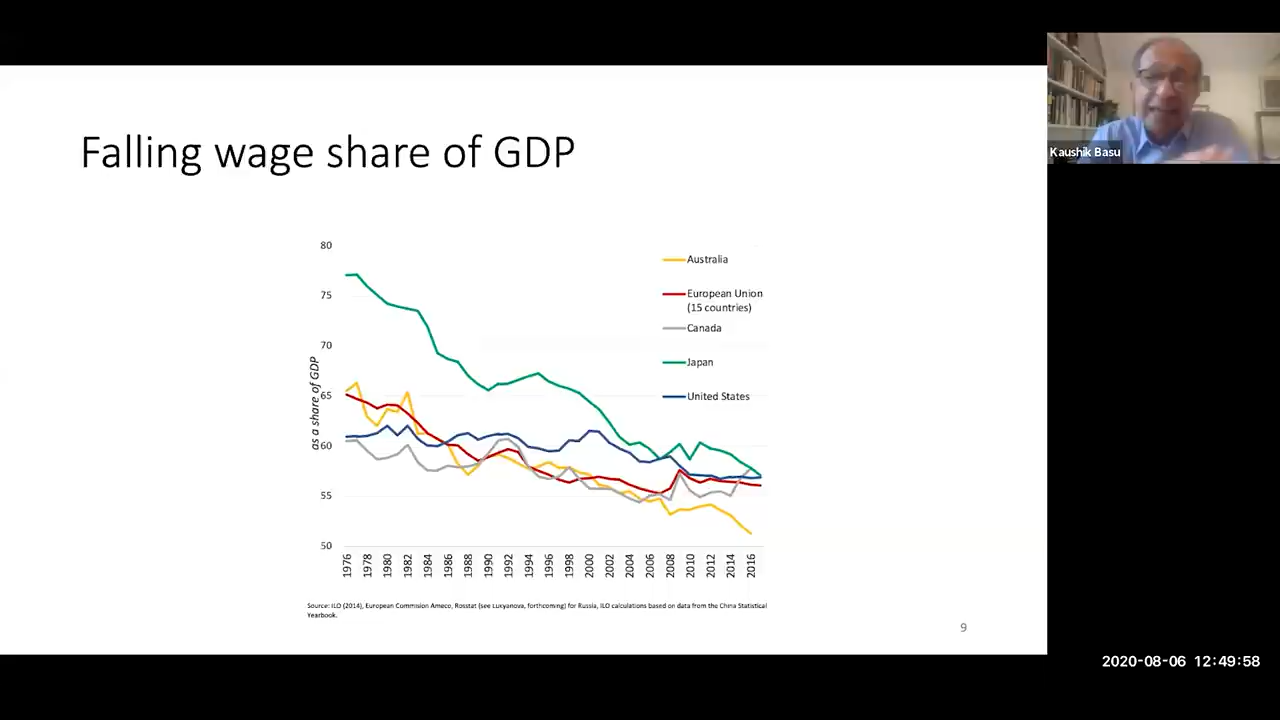 Falling wage share of GDP
Kaushik Basu
80
75
70
65
60
55
50
as a share of GDP
Australia
European Union
(15 countries)
Canada
Japan
United States
1976
1978
1980
1982
1984
1986
1988
1990
1992
1994
1996
1998
2000
2002
2004
2006
2008
2010
2012
2014
2016
Source: ILO (2014), European Commision Ameco, Rosstat (see Lukyanova, forthcoming) for Russia, ILO calculations based on data from the China Statistical
Yearbook.
9
2020-08-06 12:49:58